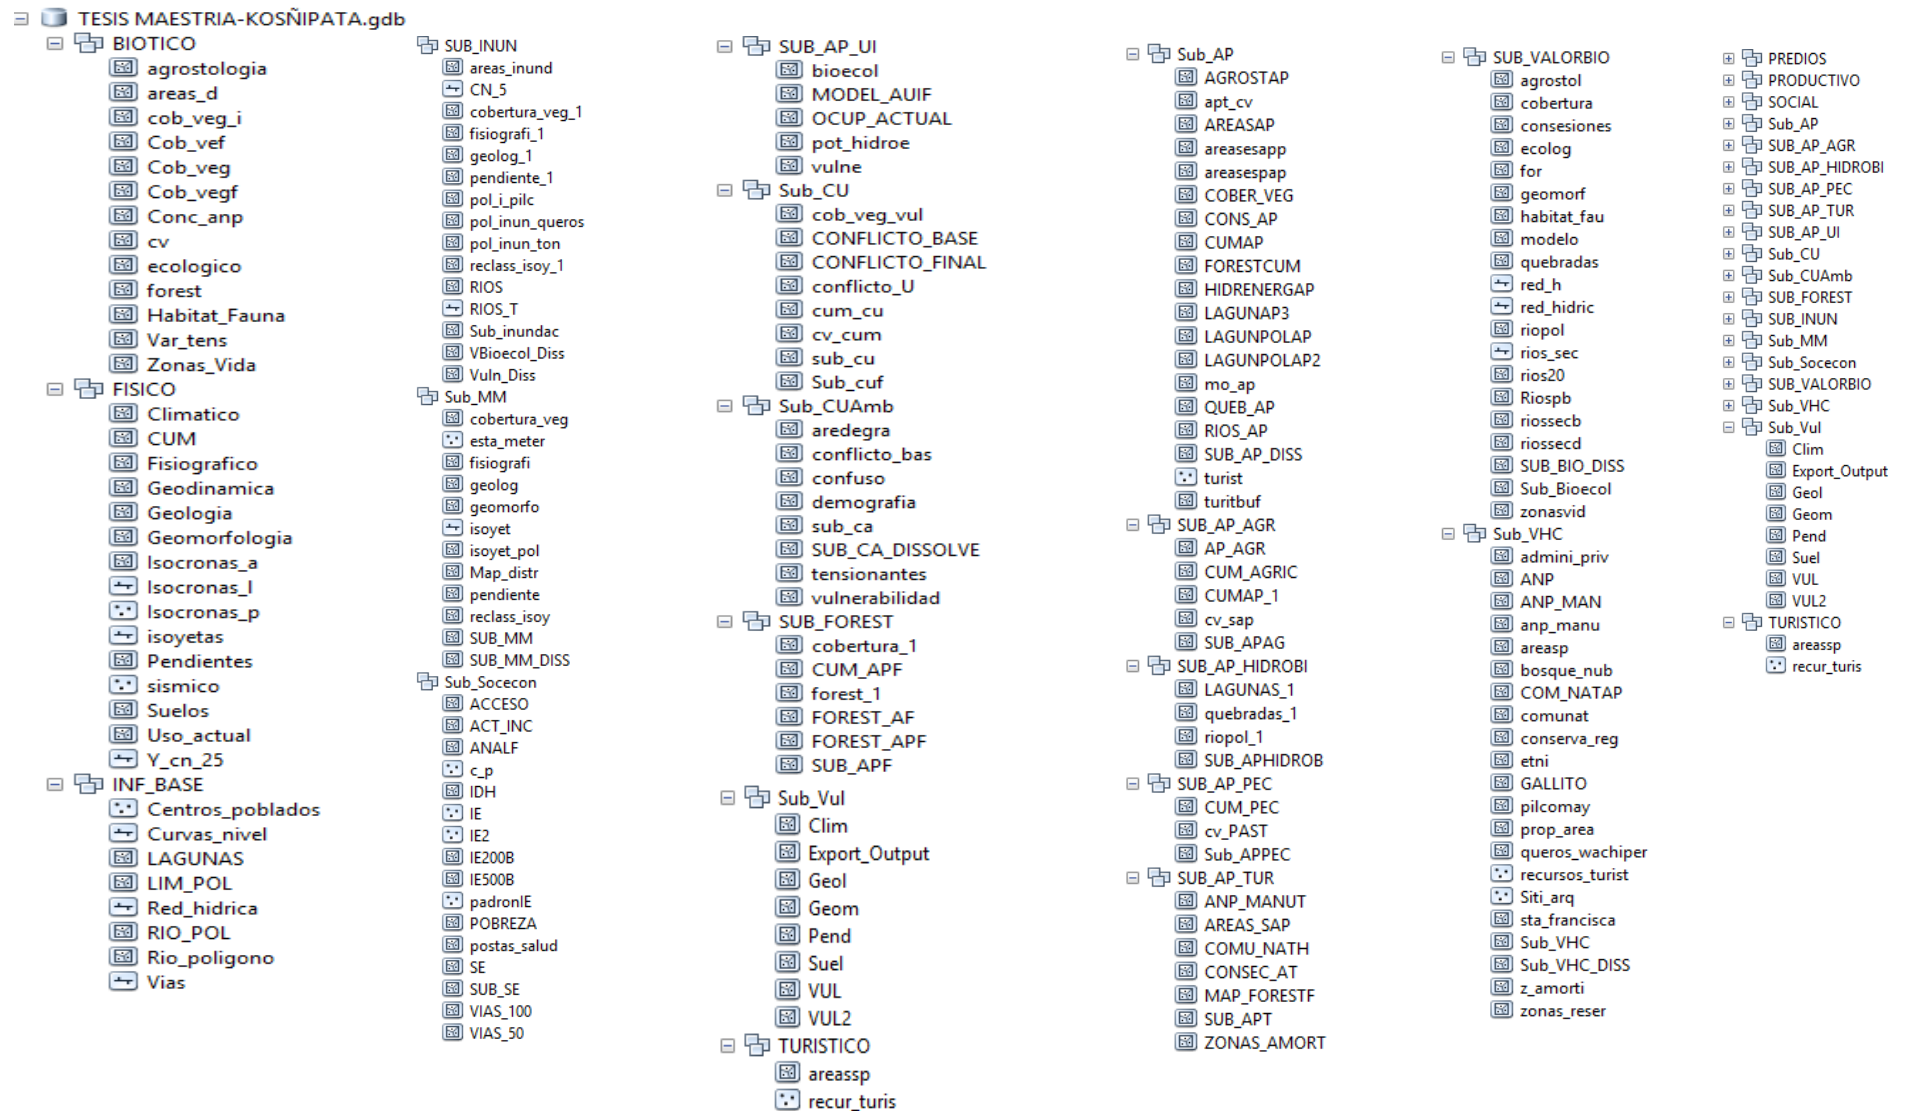 TESIS MAESTRIA-KOSÑIPATA.gdb
BIOTICO
agrostologia
areas_d
cob_veg_i
Cob_vef
Cob_veg
Cob_vegf
Conc_anp
cv
ecologico
forest
Habitat_Fauna
Var_tens
Zonas_Vida
FISICO
Climatico
CUM
Fisiografico
Geodinamica
Geologia
Geomorfologia
Isocronas_a
Isocronas_l
Isocronas_p
isoyetas
Pendientes
sismico
Suelos
Uso_actual
Y_cn_25
INF_BASE
Centros_poblados
Curvas_nivel
LAGUNAS
LIM_POL
Red_hidrica
RIO_POL
Rio_poligono
Vias
SUB_INUN
areas_inund
CN_5
cobertura_veg_1
fisiografi_1
geolog_1
pendiente_1
pol_i_pilc
pol_inun_queros
pol_inun_ton
reclass_isoy_1
RIOS
RIOS_T
Sub_inundac
VBioecol_Diss
Vuln_Diss
Sub_MM
cobertura_veg
esta_meter
fisiografi
geolog
geomorfo
isoyet
isoyet_pol
Map_distr
pendiente
reclass_isoy
SUB_MM
SUB_MM_DISS
Sub_Socecon
ACCESO
ACT_INC
ANALF
c_p
IDH
IE
IE2
IE200B
IE500B
padronIE
POBREZA
postas_salud
SE
SUB_SE
VIAS_100
VIAS_50
SUB_AP_UI
bioecol
MODEL_AUIF
OCUP_ACTUAL
pot_hidroe
vulne
Sub_CU
cob_veg_vul
CONFLICTO_BASE
CONFLICTO_FINAL
conflicto_U
cum_cu
cv_cum
sub_cu
Sub_cuf
Sub_CUAmb
aredegra
conflicto_bas
confuso
demografia
sub_ca
SUB_CA_DISSOLVE
tensionantes
vulnerabilidad
SUB_FOREST
cobertura_1
CUM_APF
forest_1
FOREST_AF
FOREST_APF
SUB_APF
Sub_Vul
Clim
Export_Output
Geol
Geom
Pend
Suel
VUL
VUL2
TURISTICO
areassp
recur_turis
Sub_AP
AGROSTAP
apt_cv
AREASAP
areasesapp
areasespap
COBER_VEG
CONS_AP
CUMAP
FORESTCUM
HIDRENERGAP
LAGUNAP3
LAGUNPOLAP
LAGUNPOLAP2
mo_ap
QUEB_AP
RIOS_AP
SUB_AP_DISS
turist
turitbuf
SUB_AP_AGR
AP_AGR
CUM_AGRIC
CUMAP_1
cv_sap
SUB_APAG
SUB_AP_HIDROBI
LAGUNAS_1
quebradas_1
riopol_1
SUB_APHIDROB
SUB_AP_PEC
CUM_PEC
cv_PAST
Sub_APPEC
SUB_AP_TUR
ANP_MANUT
AREAS_SAP
COMU_NATH
CONSEC_AT
MAP_FORESTF
SUB_APT
ZONAS_AMORT
SUB_VALORBIO
agrostol
cobertura
consesiones
ecolog
for
geomorf
habitat_fau
modelo
quebradas
red_h
red_hidric
riopol
rios_sec
rios20
Riospb
riossecb
riossecd
SUB_BIO_DISS
Sub_Bioecol
zonasvid
Sub_VHC
admini_priv
ANP
ANP_MAN
anp_manu
areasp
bosque_nub
COM_NATAP
comunat
conserva_reg
etni
GALLITO
pilcomay
prop_area
queros_wachiper
recursos_turist
Siti_arq
sta_francisca
Sub_VHC
Sub_VHC_DISS
z_amorti
zonas_reser
PREDIOS
PRODUCTIVO
SOCIAL
Sub_AP
SUB_AP_AGR
SUB_AP_HIDROBI
SUB_AP_PEC
SUB_AP_TUR
SUB_AP_UI
Sub_CU
Sub_CUAmb
SUB_FOREST
SUB_INUN
Sub_MM
Sub_Socecon
SUB_VALORBIO
Sub_VHC
Sub_Vul
Clim
Export_Output
Geol
Geom
Pend
Suel
VUL
VUL2
TURISTICO
areassp
recur_turis